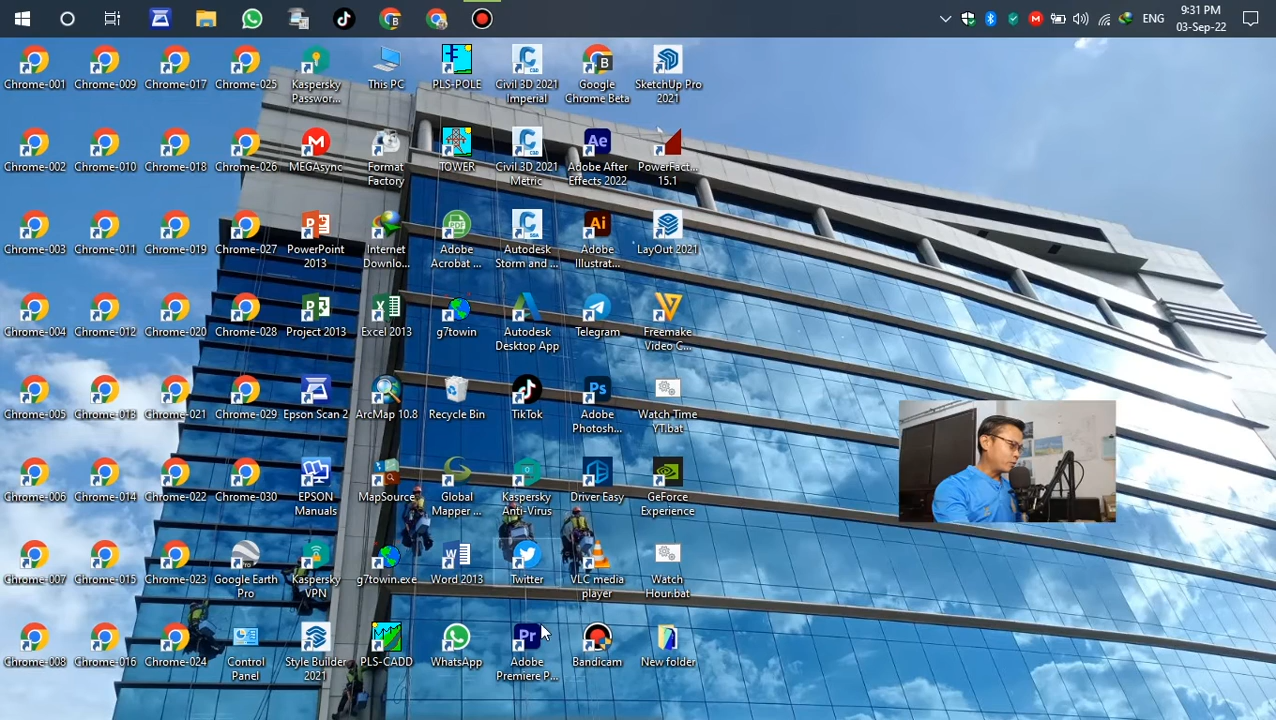 9:31 PM
ENG
03-Sep-22
Chrome-001
Chrome-009
Chrome-017
Chrome-025
Kaspersky
Passwor...
This PC
PLS-POLE
Civil 3D 2021
Imperial
Google
Chrome Beta
SketchUp Pro
2021
Chrome-002
Chrome-010
Chrome-018
Chrome-026
MEGAsync
Format
Factory
TOWER
Civil 3D 2021
Metric
Adobe After
Effects 2022
PowerFact...
15.1
Chrome-003
Chrome-011
Chrome-019
Chrome-027
PowerPoint
2013
Internet
Downlo...
Adobe
Acrobat ...
Autodesk
Storm and ...
Adobe
Illustrat...
LayOut 2021
Chrome-004
Chrome-012
Chrome-020
Chrome-028
Project 2013
Excel 2013
g7towin
Autodesk
Desktop App
Telegram
Freemake
Video C...
Chrome-005
Chrome-013
Chrome-021
Chrome-029
Epson Scan 2
ArcMap 10.8
Recycle Bin
TikTok
Adobe
Photosh...
Watch Time
YT.bat
Chrome-006
Chrome-014
Chrome-022
Chrome-030
EPSON
Manuals
MapSource
Global
Mapper ...
Kaspersky
Anti-Virus
Driver Easy
GeForce
Experience
Chrome-007
Chrome-015
Chrome-023
Google Earth
Pro
Kaspersky
VPN
g7towin.exe
Word 2013
Twitter
VLC media
player
Watch
Hour.bat
Chrome-008
Chrome-016
Chrome-024
Control
Panel
Style Builder
2021
PLS-CADD
WhatsApp
Adobe
Premiere P...
Bandicam
New folder